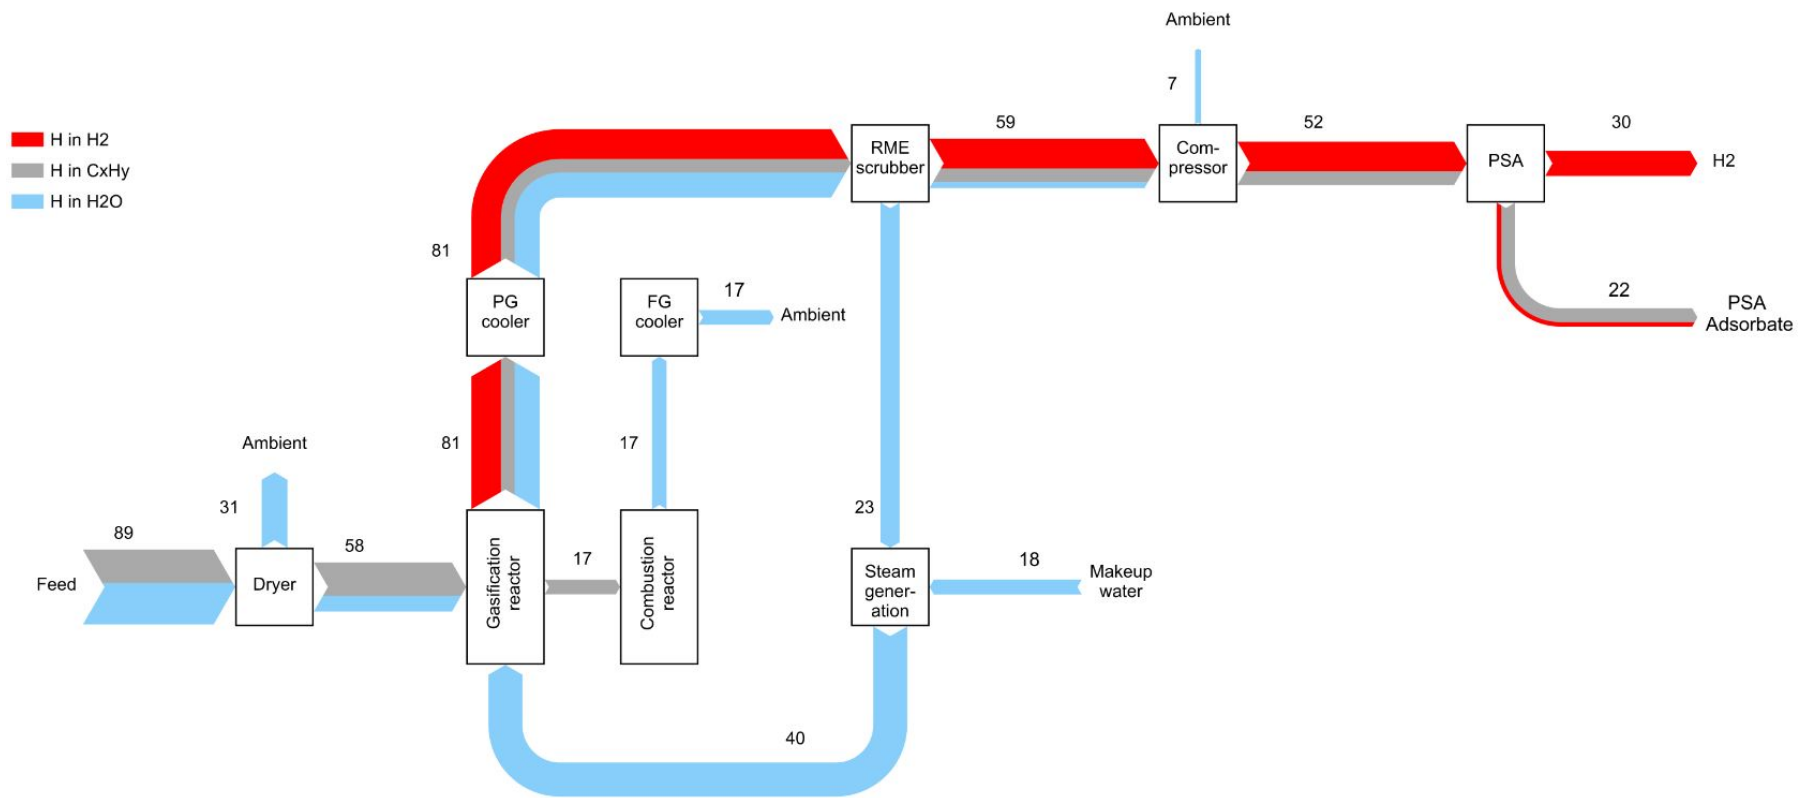 Ambient
7
H in H2
H in CxHy
H in H2O
RME
scrubber
59
Com-
pressor
52
PSA
30
H2
81
PG
cooler
FG
cooler
17
Ambient
22
PSA
Adsorbate
Ambient
81
17
31
23
89
58
17
18
Feed
Dryer
Gasification
reactor
Combustion
reactor
Steam
gener-
ation
Makeup
water
40